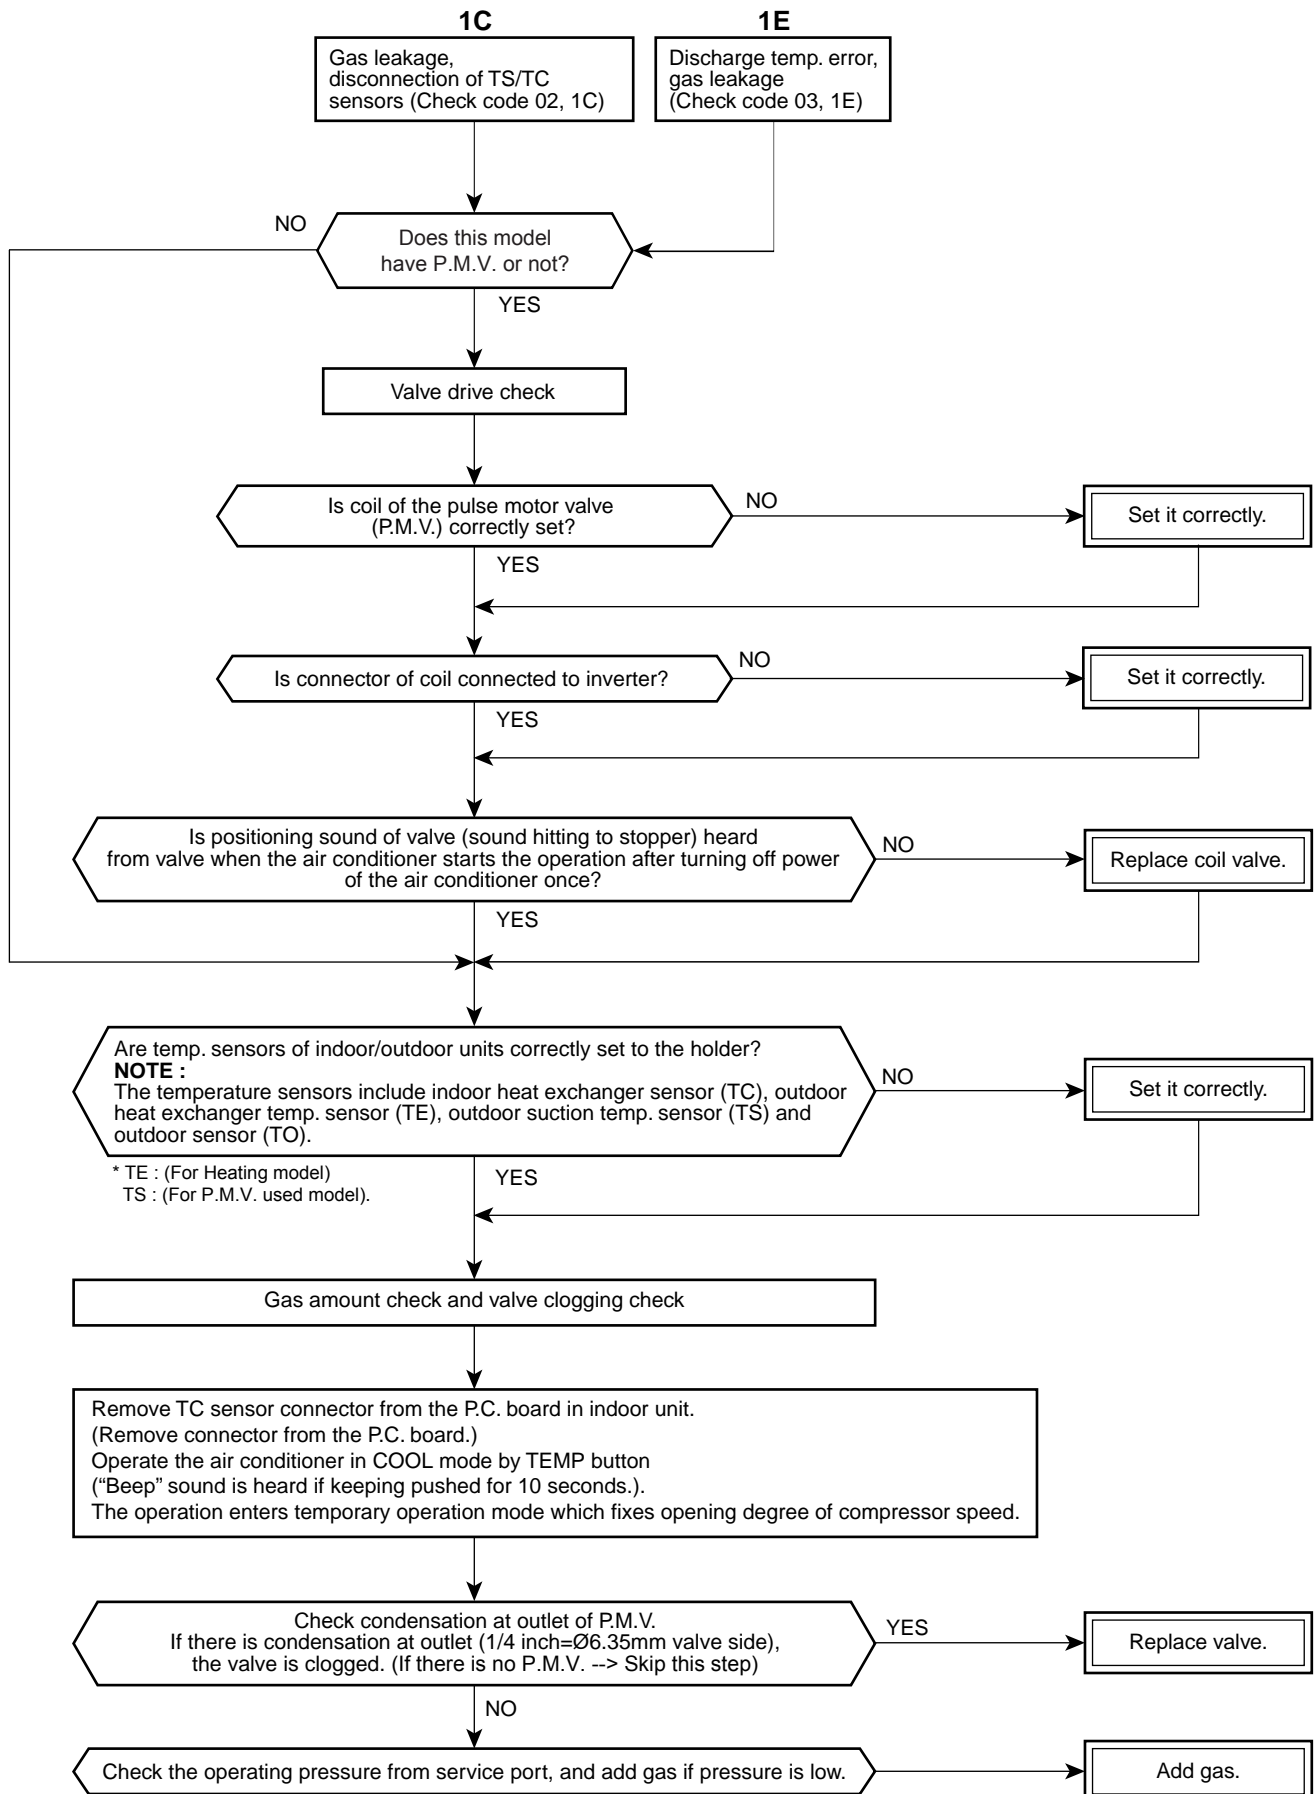 1C
1E
Gas leakage,
disconnection of TS/TC
sensors (Check code 02, 1C)
Discharge temp. error,
gas leakage
(Check code 03, 1E)
NO
Does this model
have P.M.V. or not?
YES
Valve drive check
Is coil of the pulse motor valve
(P.M.V.) correctly set?
NO
Set it correctly.
YES
Is connector of coil connected to inverter?
NO
Set it correctly.
YES
Is positioning sound of valve (sound hitting to stopper) heard
from valve when the air conditioner starts the operation after turning off power
of the air conditioner once?
NO
Replace coil valve.
YES
Are temp. sensors of indoor/outdoor units correctly set to the holder?
NOTE :
The temperature sensors include indoor heat exchanger sensor (TC), outdoor
heat exchanger temp. sensor (TE), outdoor suction temp. sensor (TS) and
outdoor sensor (TO).
NO
Set it correctly.
* TE : (For Heating model)
TS : (For P.M.V. used model).
YES
Gas amount check and valve clogging check
Remove TC sensor connector from the P.C. board in indoor unit.
(Remove connector from the P.C. board.)
Operate the air conditioner in COOL mode by TEMP button
(“Beep” sound is heard if keeping pushed for 10 seconds.).
The operation enters temporary operation mode which fixes opening degree of compressor speed.
Check condensation at outlet of P.M.V.
If there is condensation at outlet (1/4 inch=Ø6.35mm valve side),
the valve is clogged. (If there is no P.M.V. --> Skip this step)
YES
Replace valve.
NO
Check the operating pressure from service port, and add gas if pressure is low.
Add gas.